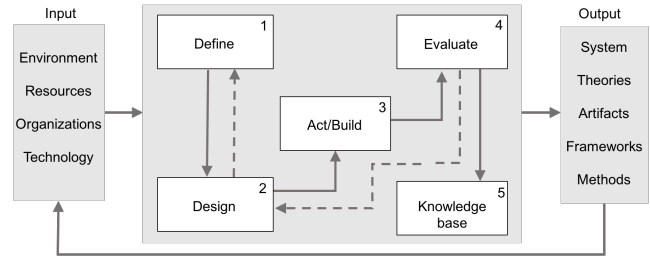 Input
Environment
Resources
Organizations
Technology
1
Define
2
Design
3
Act/Build
4
Evaluate
5
Knowledge
base
Output
System
Theories
Artifacts
Frameworks
Methods